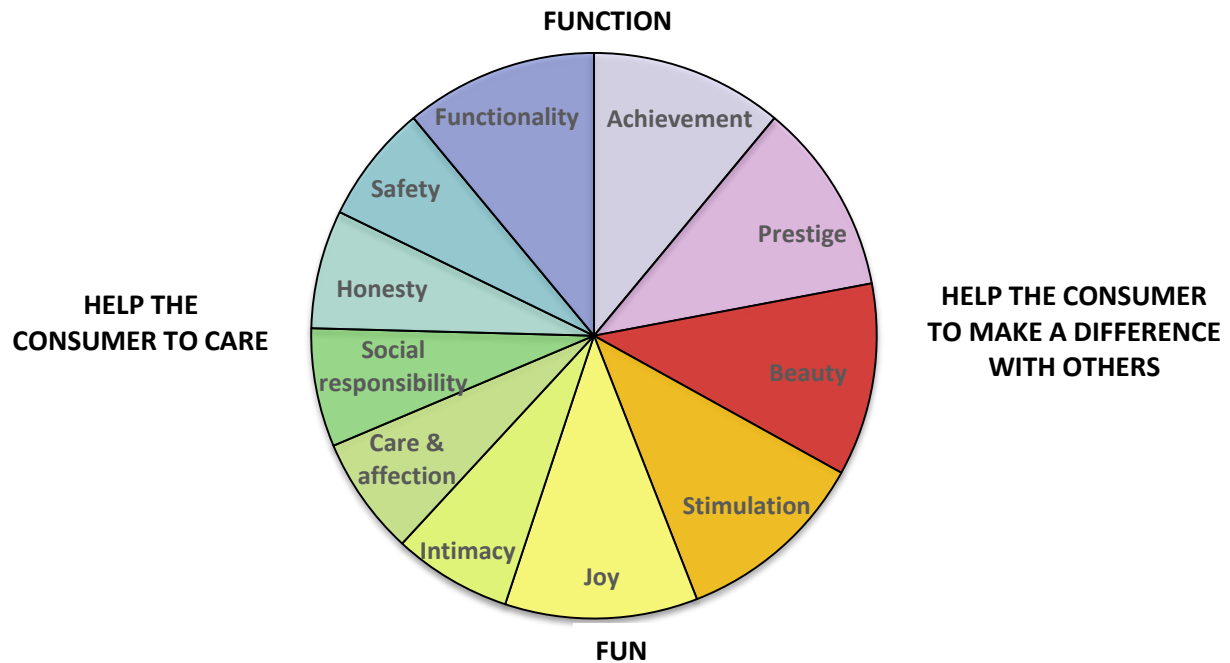 FUNCTION
Functionality
Achievement
Safety
Prestige
Honesty
HELP THE
CONSUMER TO CARE
HELP THE CONSUMER
TO MAKE A DIFFERENCE
WITH OTHERS
Social
responsibility
Beauty
Care &
affection
Stimulation
Intimacy
Joy
FUN